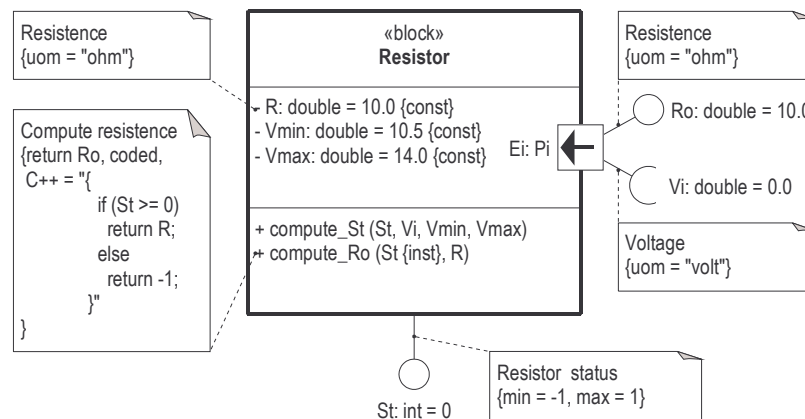 Resistence
{uom = "ohm"}
«block»
Resistor
Resistence
{uom = "ohm"}
- R: double = 10.0 {const}
- Vmin: double = 10.5 {const}
- Vmax: double = 14.0 {const}
Compute resistence
{return Ro, coded,
C++ = "{
if (St >= 0)
return R;
else
return -1;
}"
}
Ei: Pi
Ro: double = 10.0
Vi: double = 0.0
+ compute_St (St, Vi, Vmin, Vmax)
+ compute_Ro (St {inst}, R)
Voltage
{uom = "volt"}
St: int = 0
Resistor status
{min = -1, max = 1}